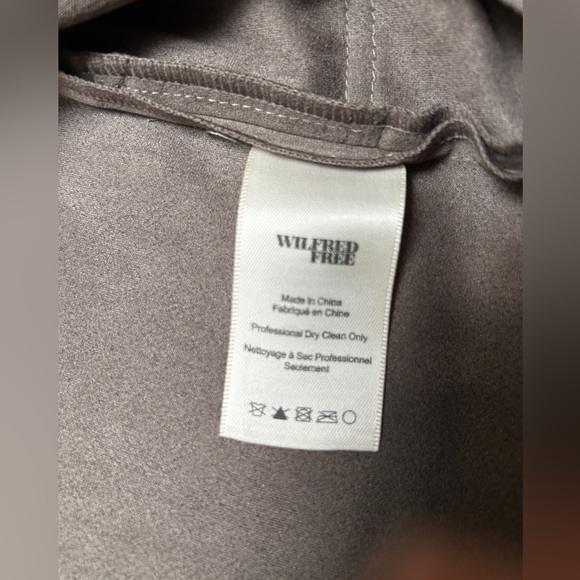 WILFRED
FREE
Made in China
Fabriqué en Chine
Professional Dry Clean Only
Nettoyage à Sec Professionnel
Seulement